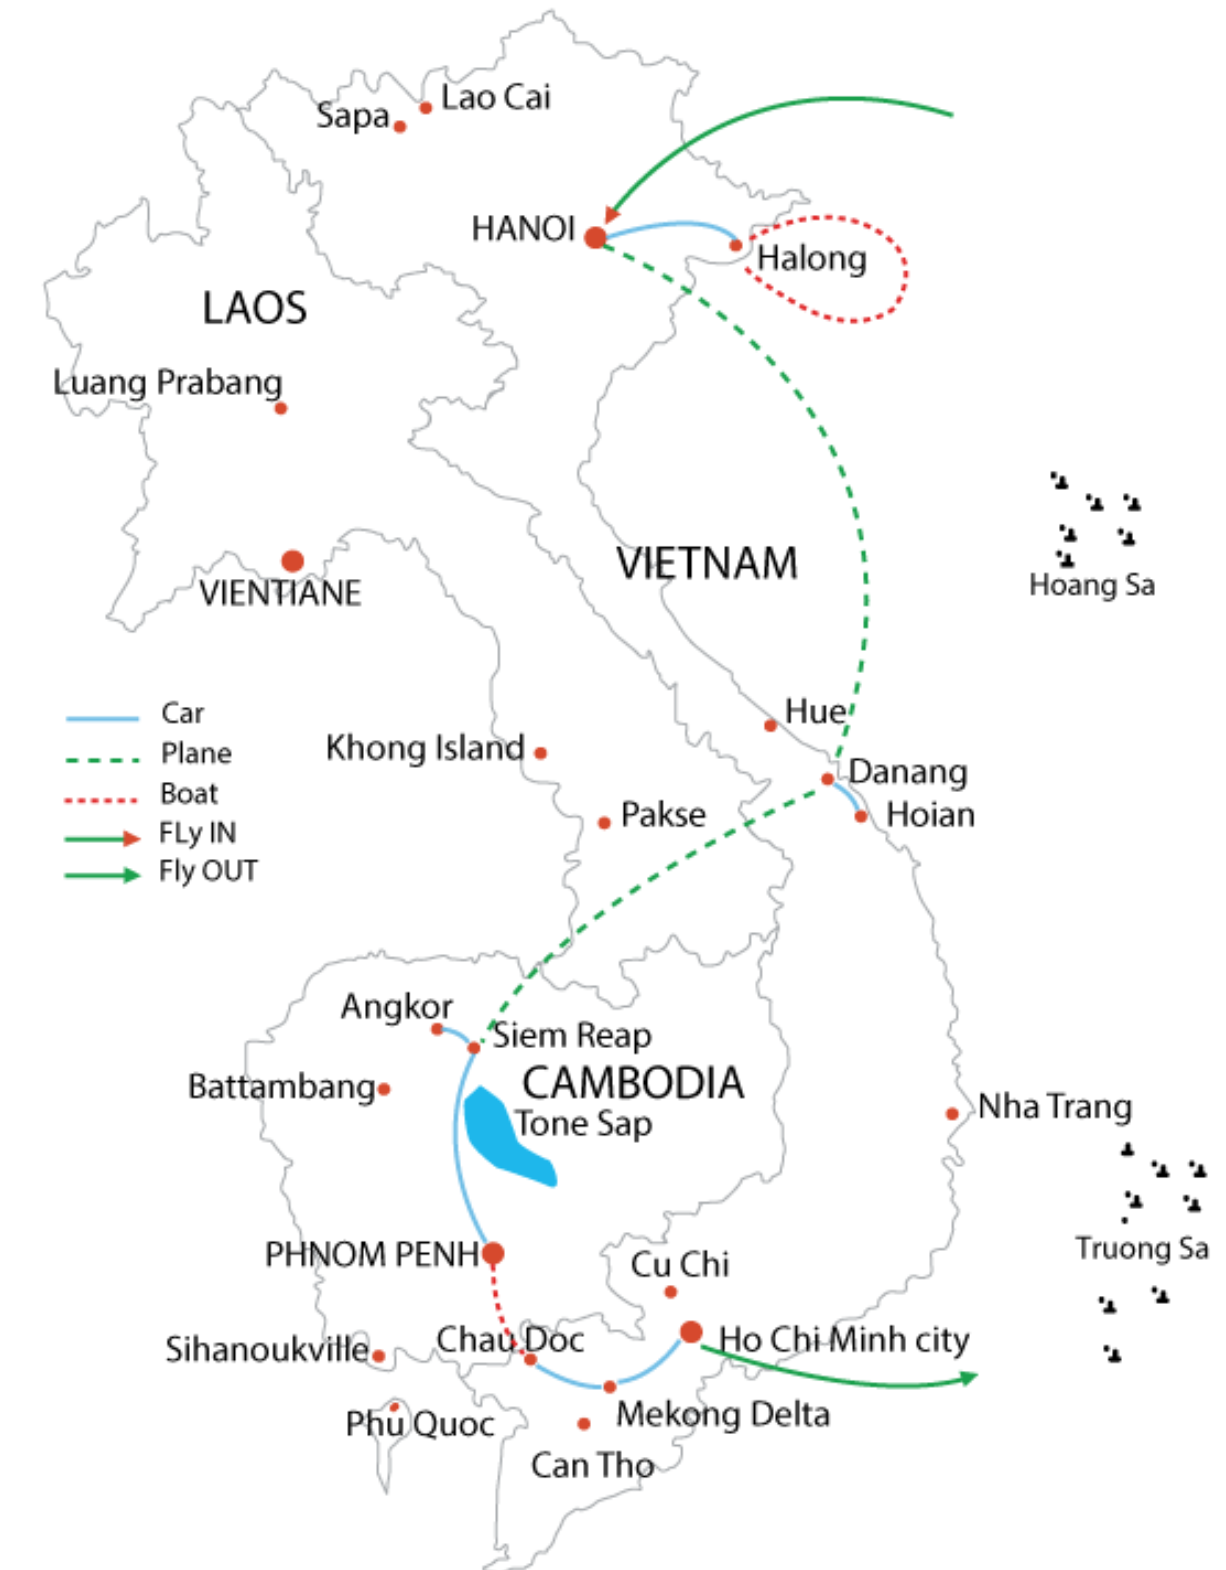 Lao Cai
Sapa
HANOI
Halong
LAOS
Luang Prabang
VIETNAM
Hoang Sa
VIENTIANE
Car
Plane
Boat
FLy IN
Fly OUT
Hue
Khong Island
Danang
Pakse
Hoian
Angkor
Siem Reap
CAMBODIA
Battambang
Tone Sap
Nha Trang
PHNOM PENH
Cu Chi
Truong Sa
Chau Doc
Ho Chi Minh city
Sihanoukville
Phu Quoc
Mekong Delta
Can Tho